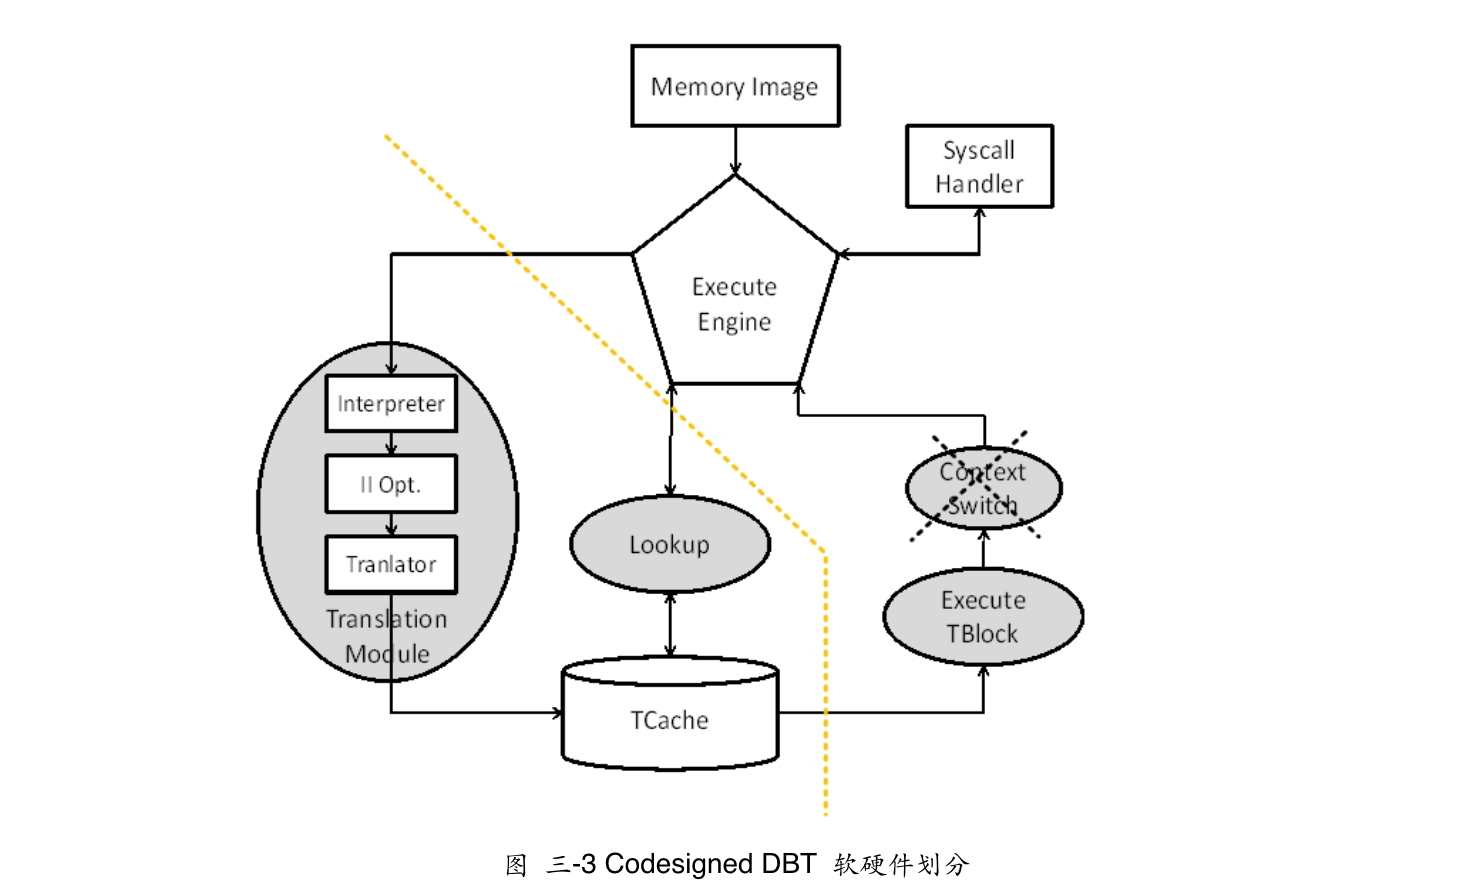 Memory Image
Syscall
Handler
Execute
Engine
Interpreter
II Opt.
Tranlator
Translation
Module
Lookup
TCache
Context
Switch
Execute
TBlock
图 三-3 Codesigned DBT 软硬件划分